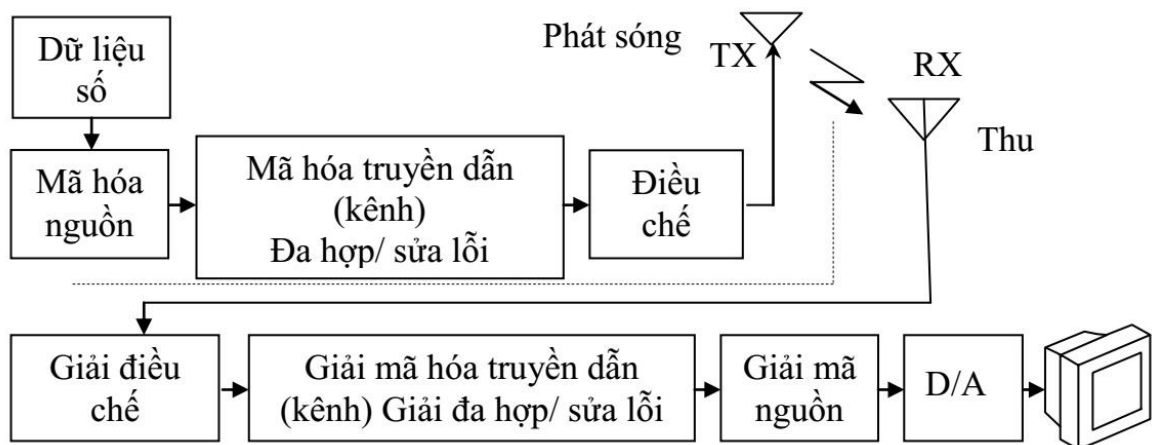 Dữ liệu
số
Phát sóng
TX
RX
Thu
Mã hóa
nguồn
Mã hóa truyền dẫn
(kênh)
Đa hợp/ sửa lỗi
Điều
chế
Giải điều
chế
Giải mã hóa truyền dẫn
(kênh) Giải đa hợp/ sửa lỗi
Giải mã
nguồn
D/A